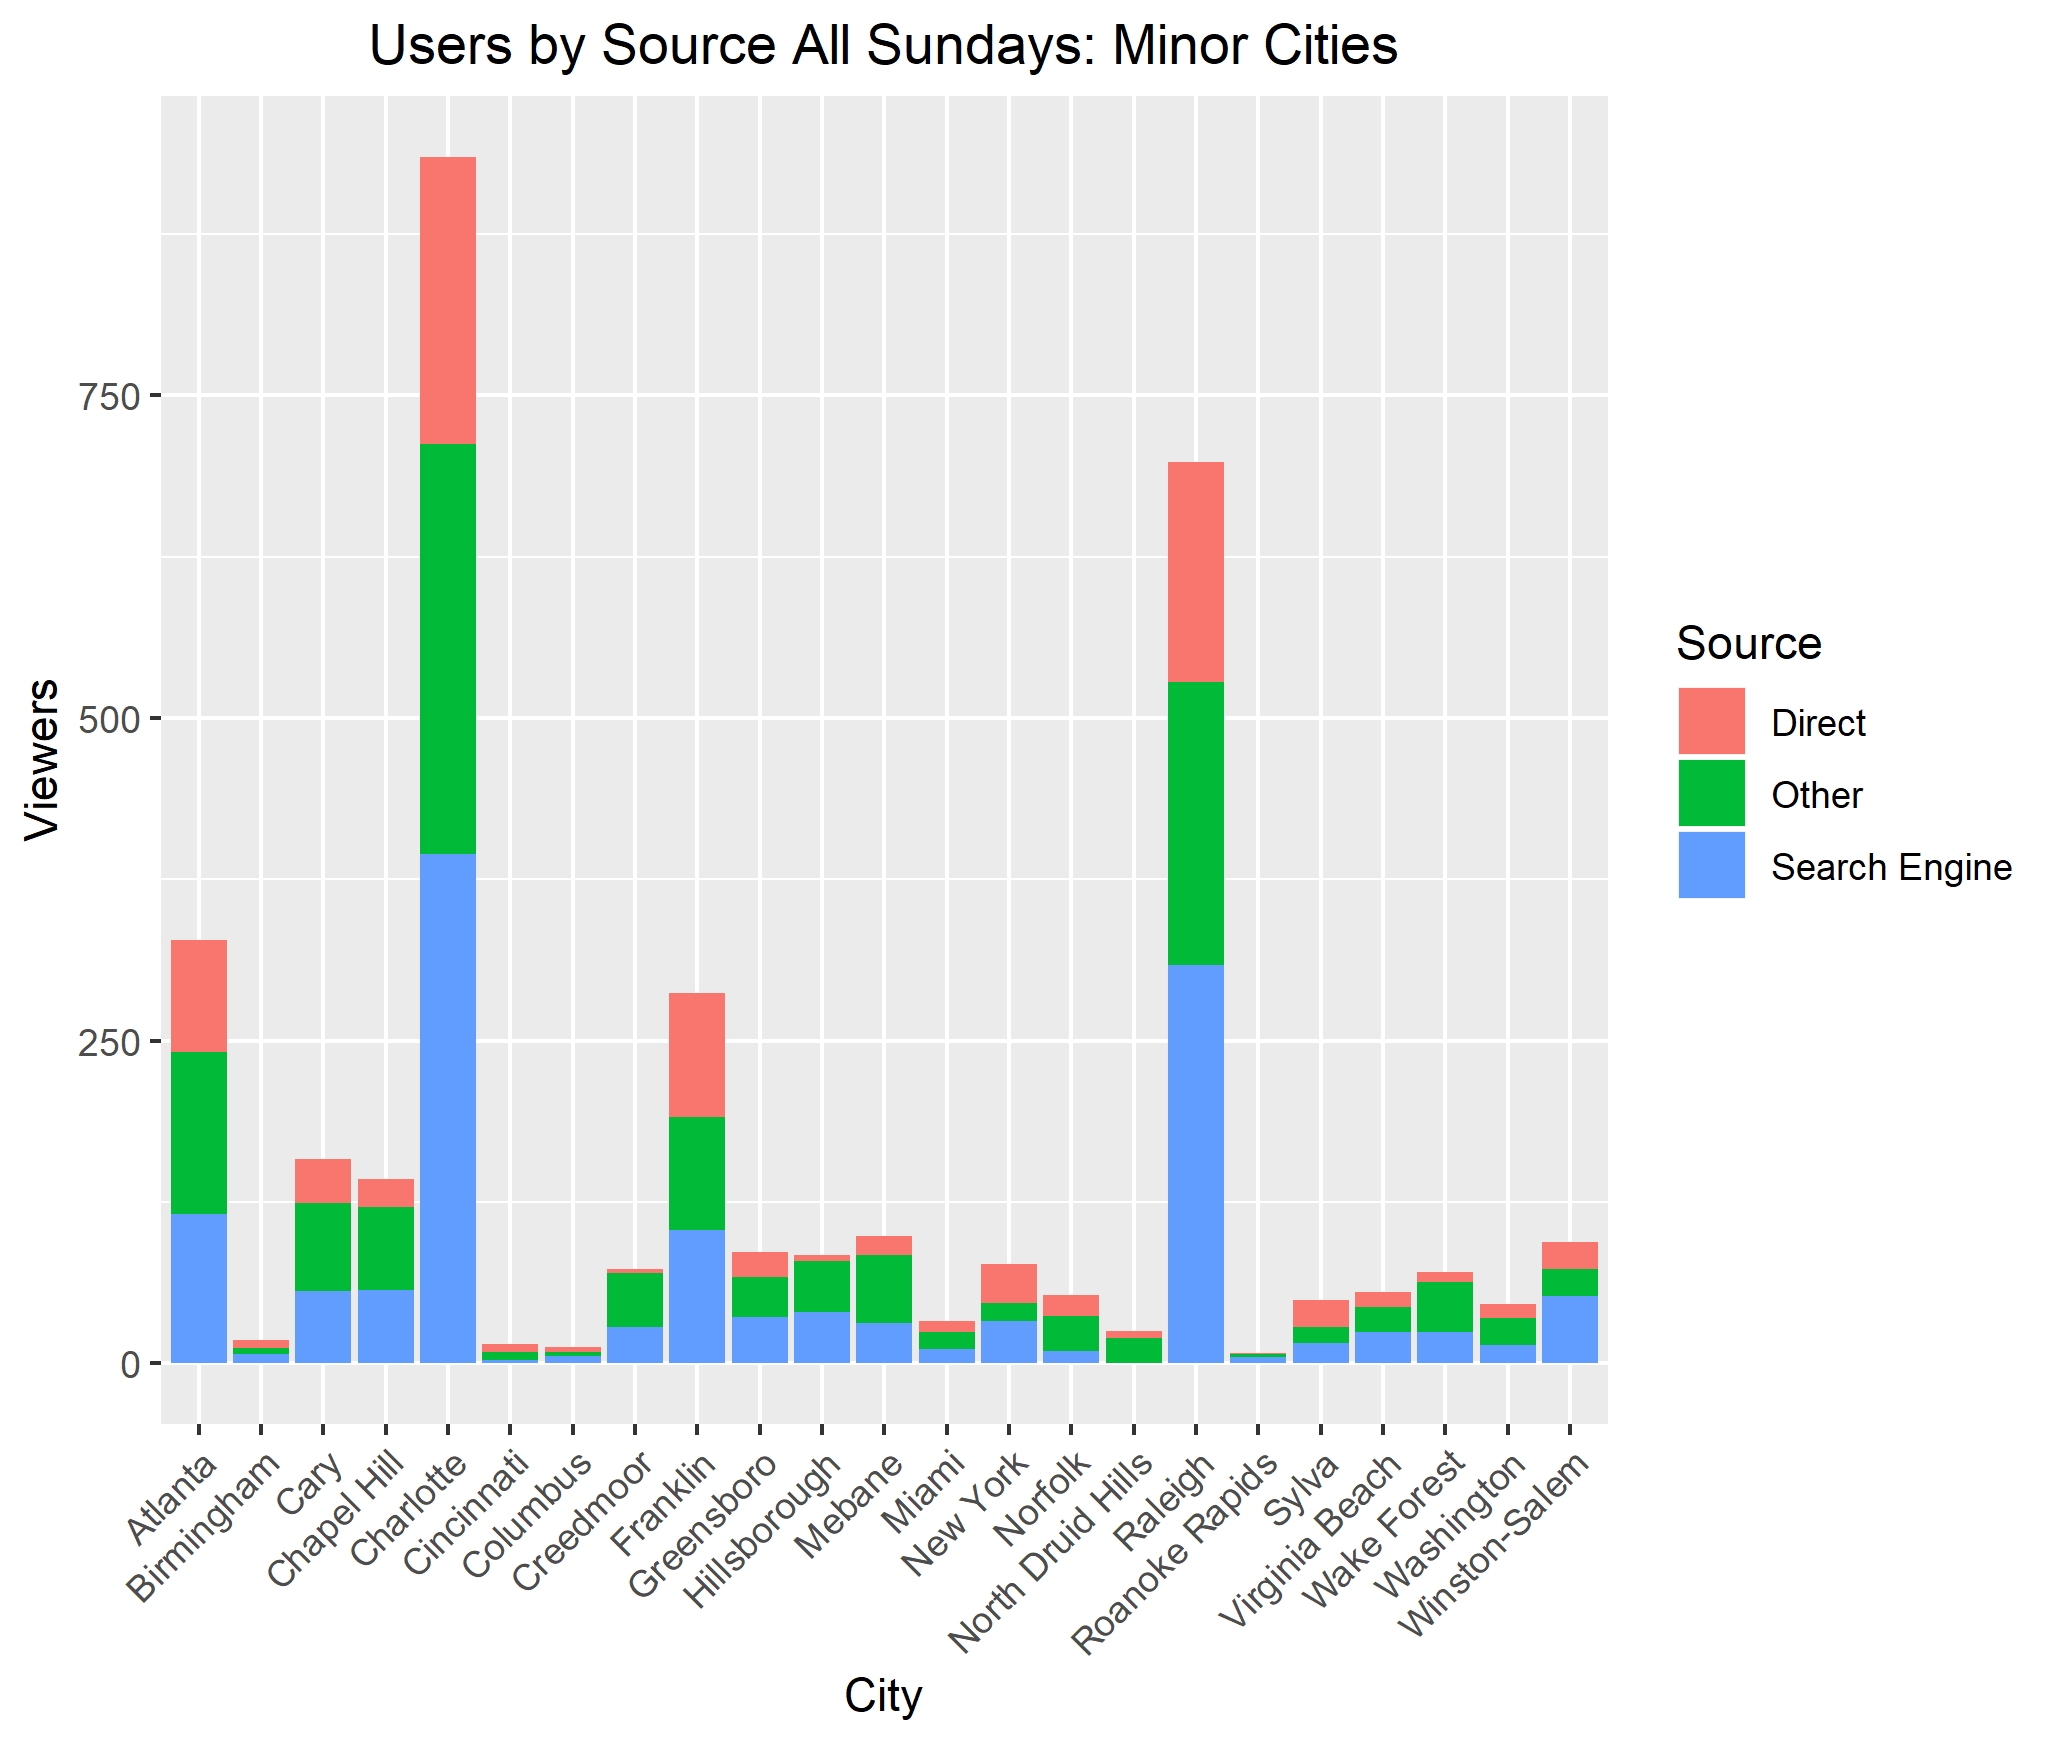 Users by Source All Sundays: Minor Cities
Viewers
750
500
250
0
Atlanta
Birmingham
Cary
Chapel Hill
Charlotte
Cincinnati
Columbus
Creedmoor
Franklin
Greensboro
Hillsborough
Mebane
Miami
New York
Norfolk
North Druid Hills
Raleigh
Roanoke Rapids
Sylva
Virginia Beach
Wake Forest
Washington
Winston-Salem
City
Source
Direct
Other
Search Engine